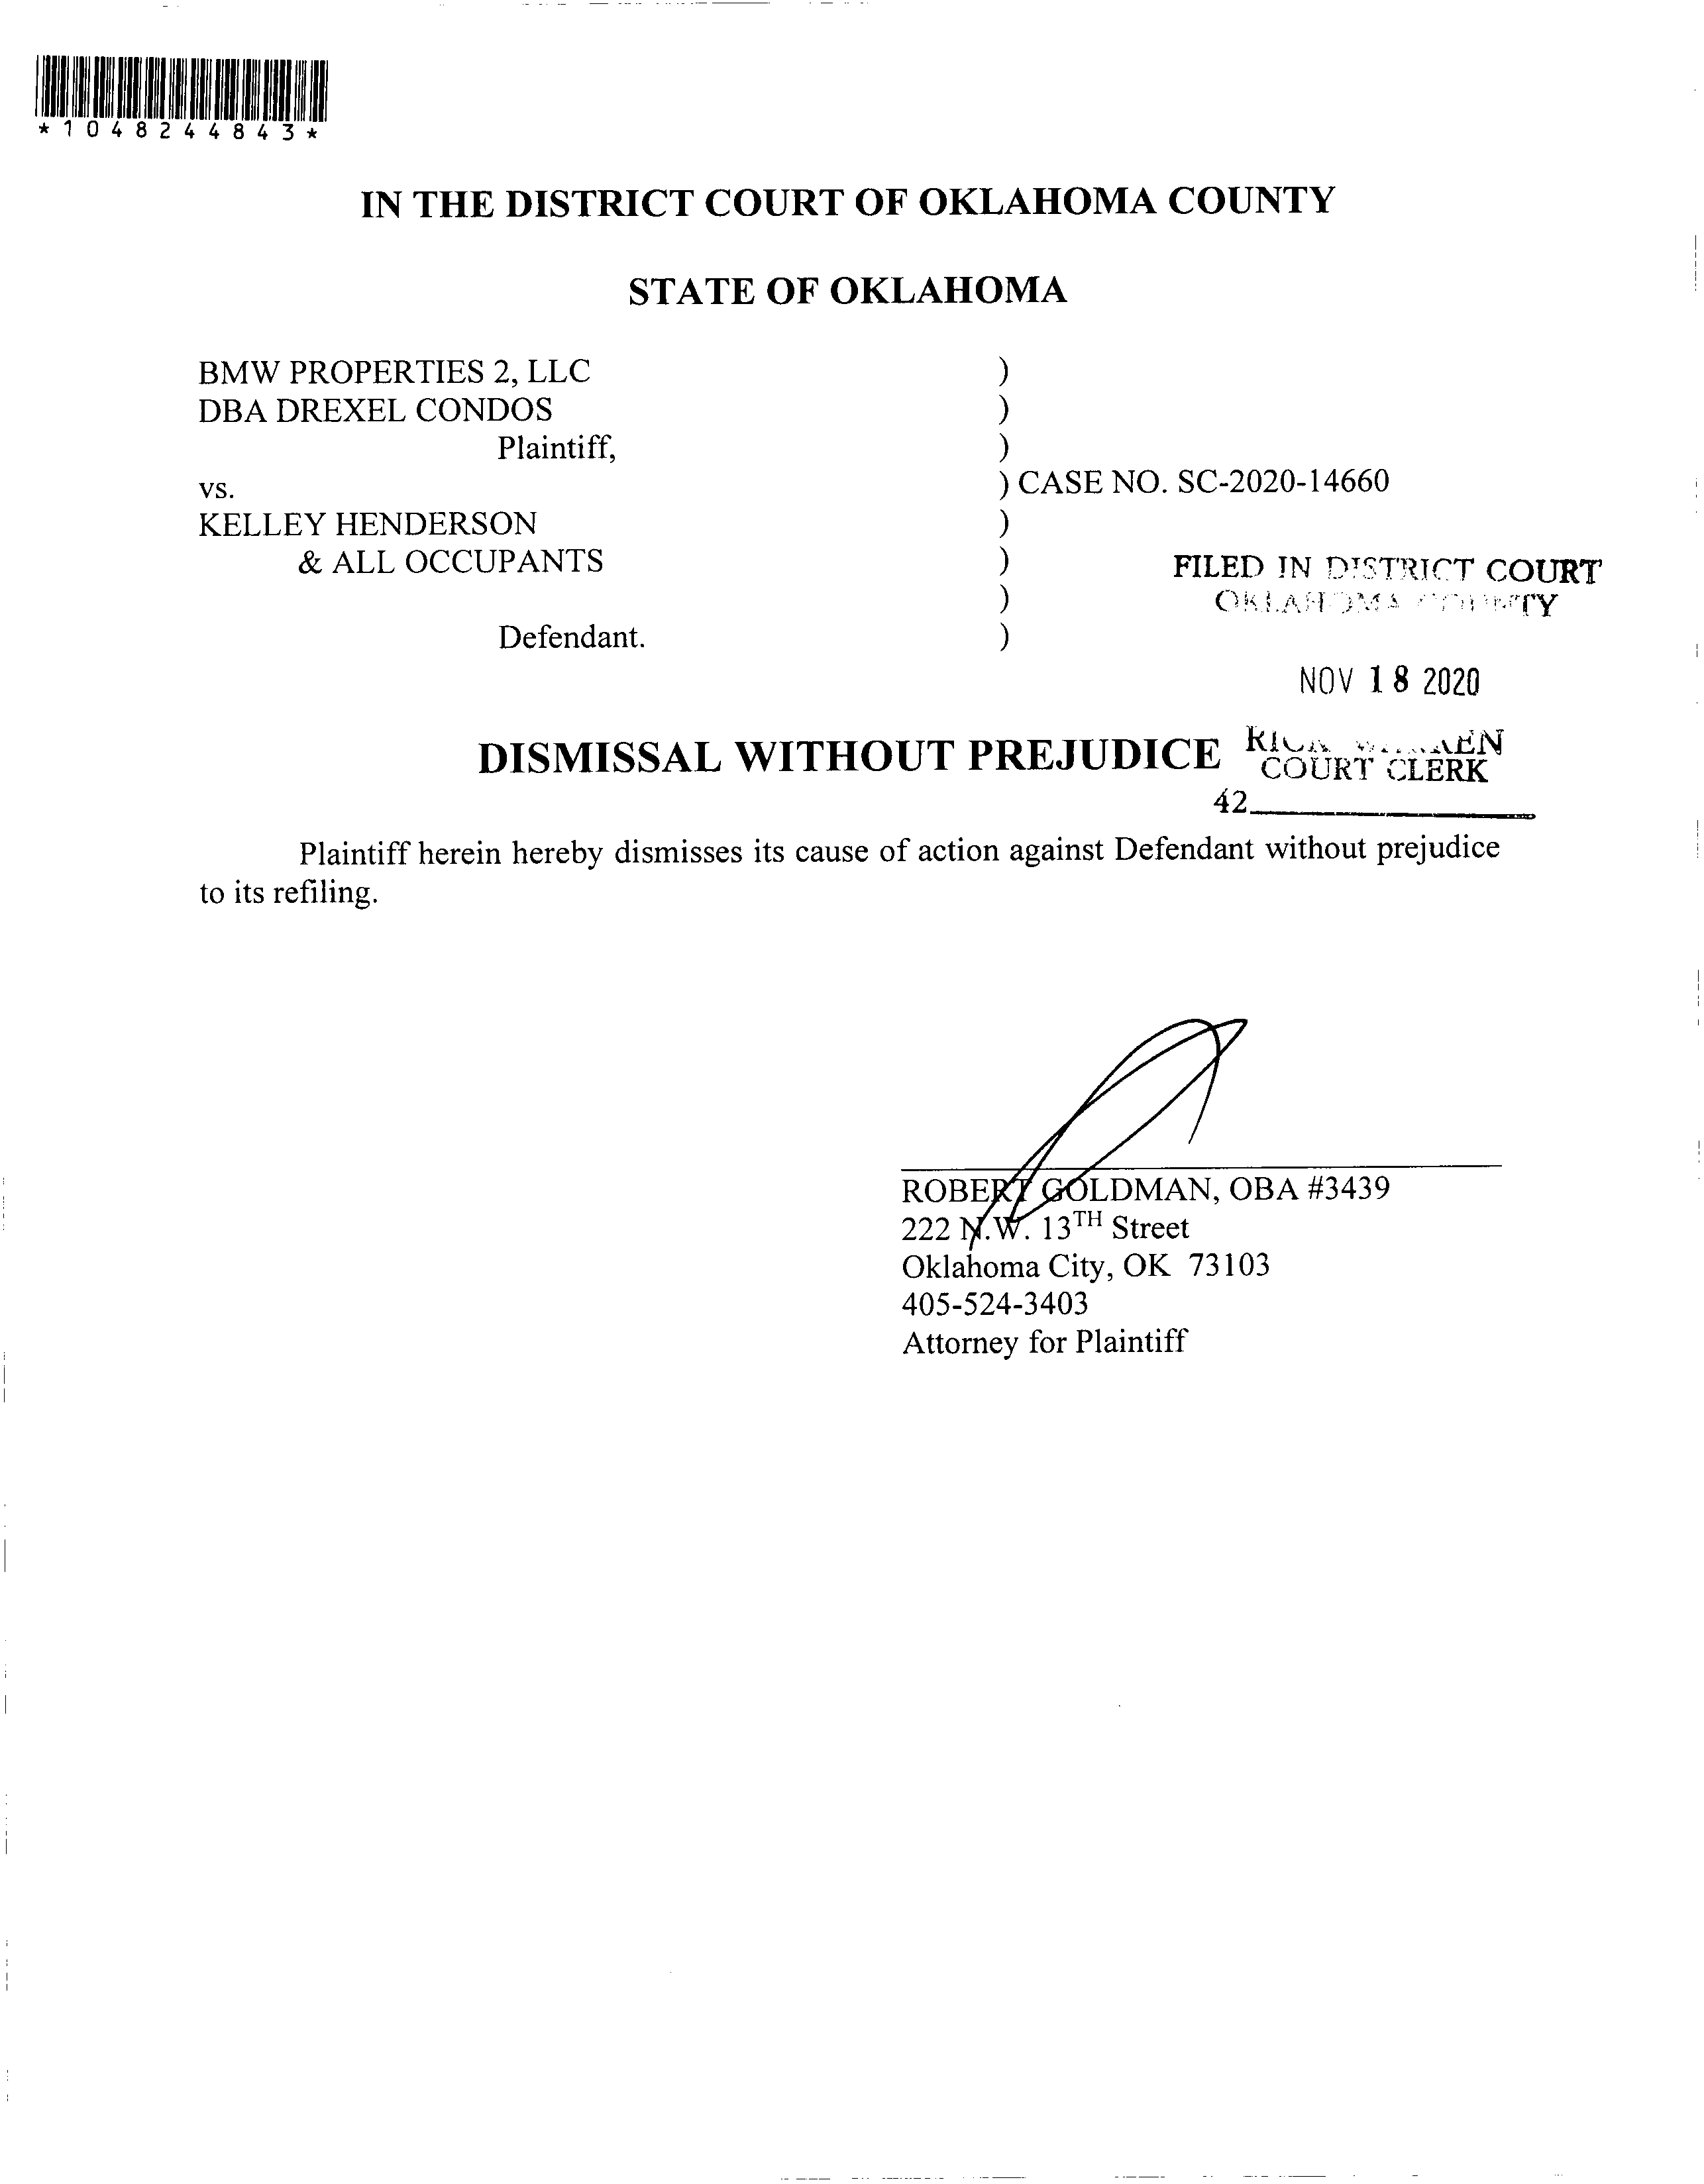 *1048244843*
IN THE DISTRICT COURT OF OKLAHOMA COUNTY
STATE OF OKLAHOMA
BMW PROPERTIES 2, LLC )
DBA DREXEL CONDOS )
Plaintiff, )
vs. ) CASE NO. SC-2020-14660
KELLEY HENDERSON )
& ALL OCCUPANTS )
)
Defendant. )
FILED IN DISTRICT COURT
OKLAHOMA COUNTY
NOV 18 2020
DISMISSAL WITHOUT PREJUDICE
COURT CLERK
42
Plaintiff herein hereby dismisses its cause of action against Defendant without prejudice
to its refiling.
ROBERT GOLDMAN, OBA #3439
222 N.W. 13TH Street
Oklahoma City, OK 73103
405-524-3403
Attorney for Plaintiff